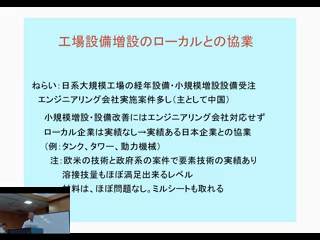 工場設備増設のローカルとの協業
ねらい：日系大規模工場の経年設備・小規模増設設備受注
エンジニアリング会社実施案件多し(主として中国)
小規模増設・設備改善にはエンジニアリング会社対応せず
ローカル企業は実績なし→実績ある日本企業との協業
(例：タンク、タワー、動力機械)
注：欧米の技術と政府系の案件で要素技術の実績あり
溶接技量もほぼ満足出来るレベル
料は、ほぼ問題なし。ミルシートも取れる